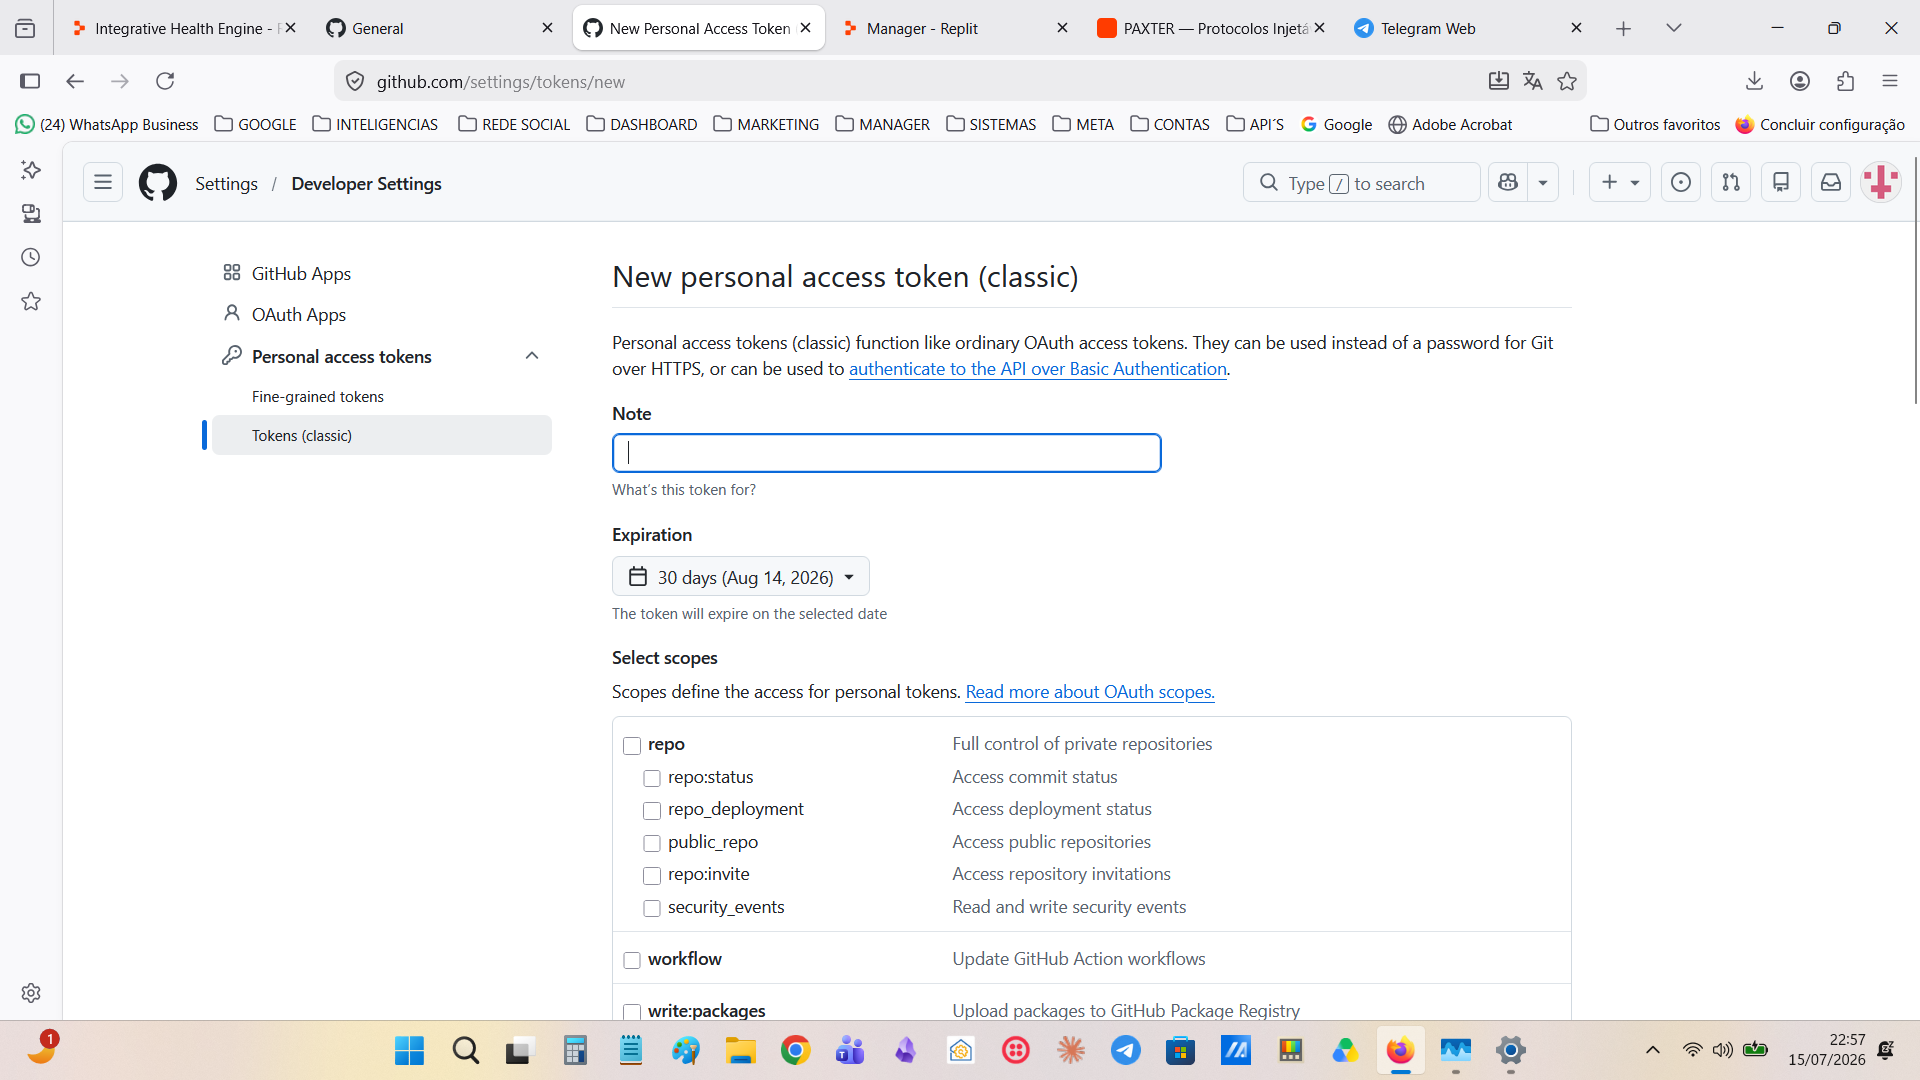 Integrative Health Engine - R
General
New Personal Access Token (
Manager - Replit
PAXTER — Protocolos Injetá
Telegram Web
github.com/settings/tokens/new
(24) WhatsApp Business
GOOGLE
INTELIGENCIAS
REDE SOCIAL
DASHBOARD
MARKETING
MANAGER
SISTEMAS
META
CONTAS
API´S
Google
Adobe Acrobat
Outros favoritos
Concluir configuração
Settings / Developer Settings
Type / to search
GitHub Apps
OAuth Apps
Personal access tokens
Fine-grained tokens
Tokens (classic)
New personal access token (classic)
Personal access tokens (classic) function like ordinary OAuth access tokens. They can be used instead of a password for Git
over HTTPS, or can be used to authenticate to the API over Basic Authentication.
Note
What's this token for?
Expiration
30 days (Aug 14, 2026)
The token will expire on the selected date
Select scopes
Scopes define the access for personal tokens. Read more about OAuth scopes.
repo Full control of private repositories
repo:status Access commit status
repo_deployment Access deployment status
public_repo Access public repositories
repo:invite Access repository invitations
security_events Read and write security events
workflow Update GitHub Action workflows
write:packages Upload packages to GitHub Package Registry
1
22:57
15/07/2026